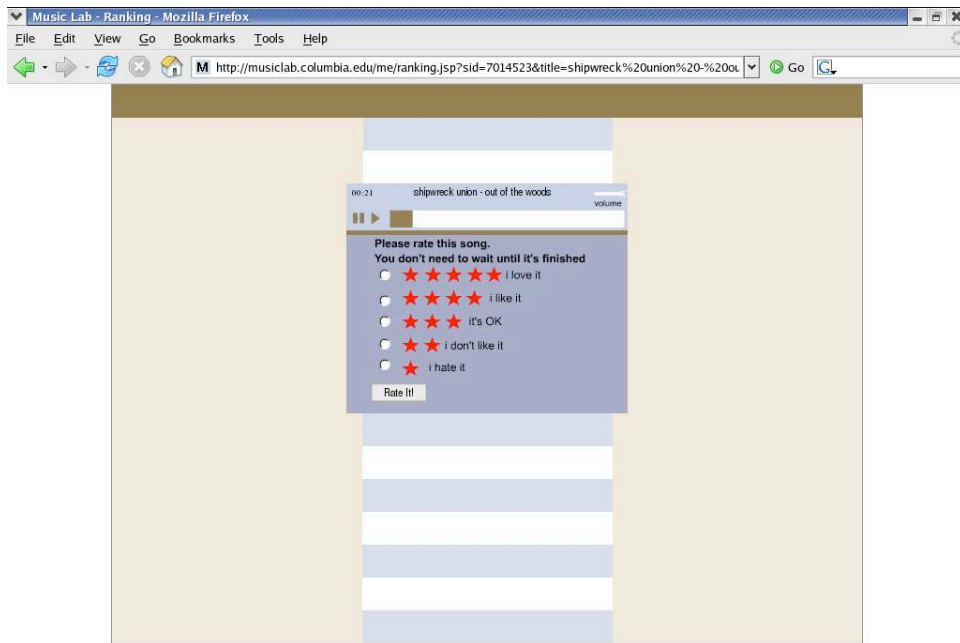 Music Lab - Ranking - Mozilla Firefox
File Edit View Go Bookmarks Tools Help
M http://musiclab.columbia.edu/me/ranking.jsp?sid=7014523&title=shipwreck%20union%20-%20ou Go G
00:21 shipwreck union - out of the woods
volume
Please rate this song.
You don't need to wait until it's finished
i love it
i like it
it's OK
i don't like it
i hate it
Rate It!